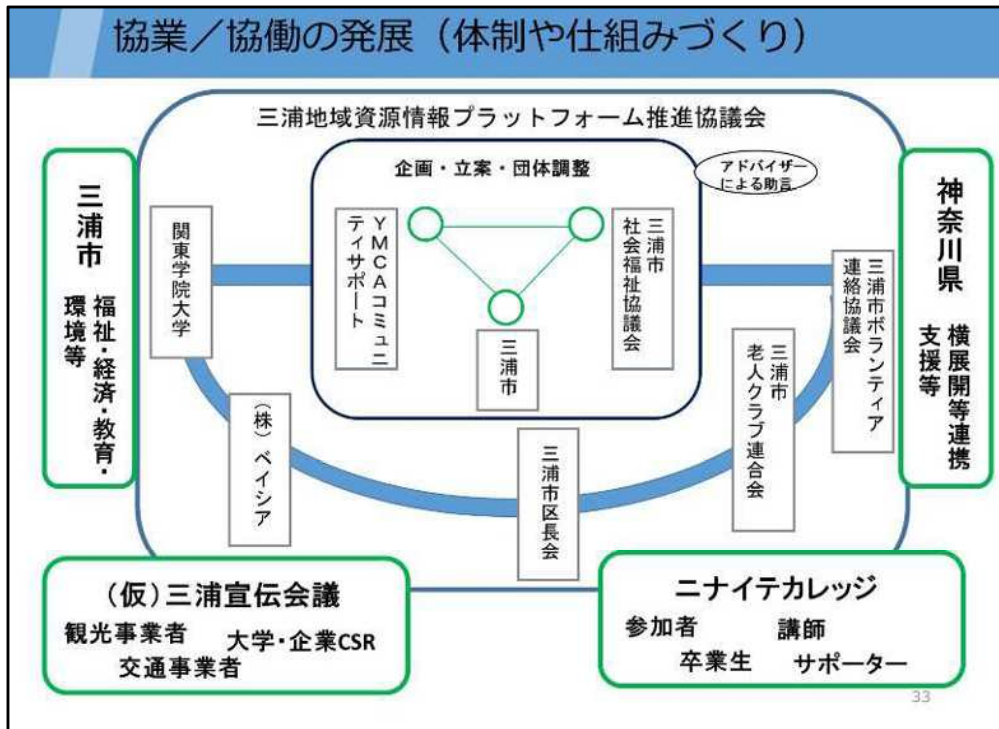 協業／協働の発展（体制や仕組みづくり）
三浦地域資源情報プラットフォーム推進協議会
企画・立案・団体調整
アドバイザー
による助言
三浦市
福祉・経済・教育・
環境等
神奈川県
横展開等連携
支援等
関東学院大学
ＹＭＣＡコミュニ
ティサポート
三浦市
三浦市
社会福祉協議会
三浦市ボランティア
連絡協議会
三浦市
老人クラブ連合会
（株）ベイシア
三浦市区長会
（仮）三浦宣伝会議
観光事業者
大学・企業CSR
交通事業者
ニナイテカレッジ
参加者
講師
卒業生
サポーター
33